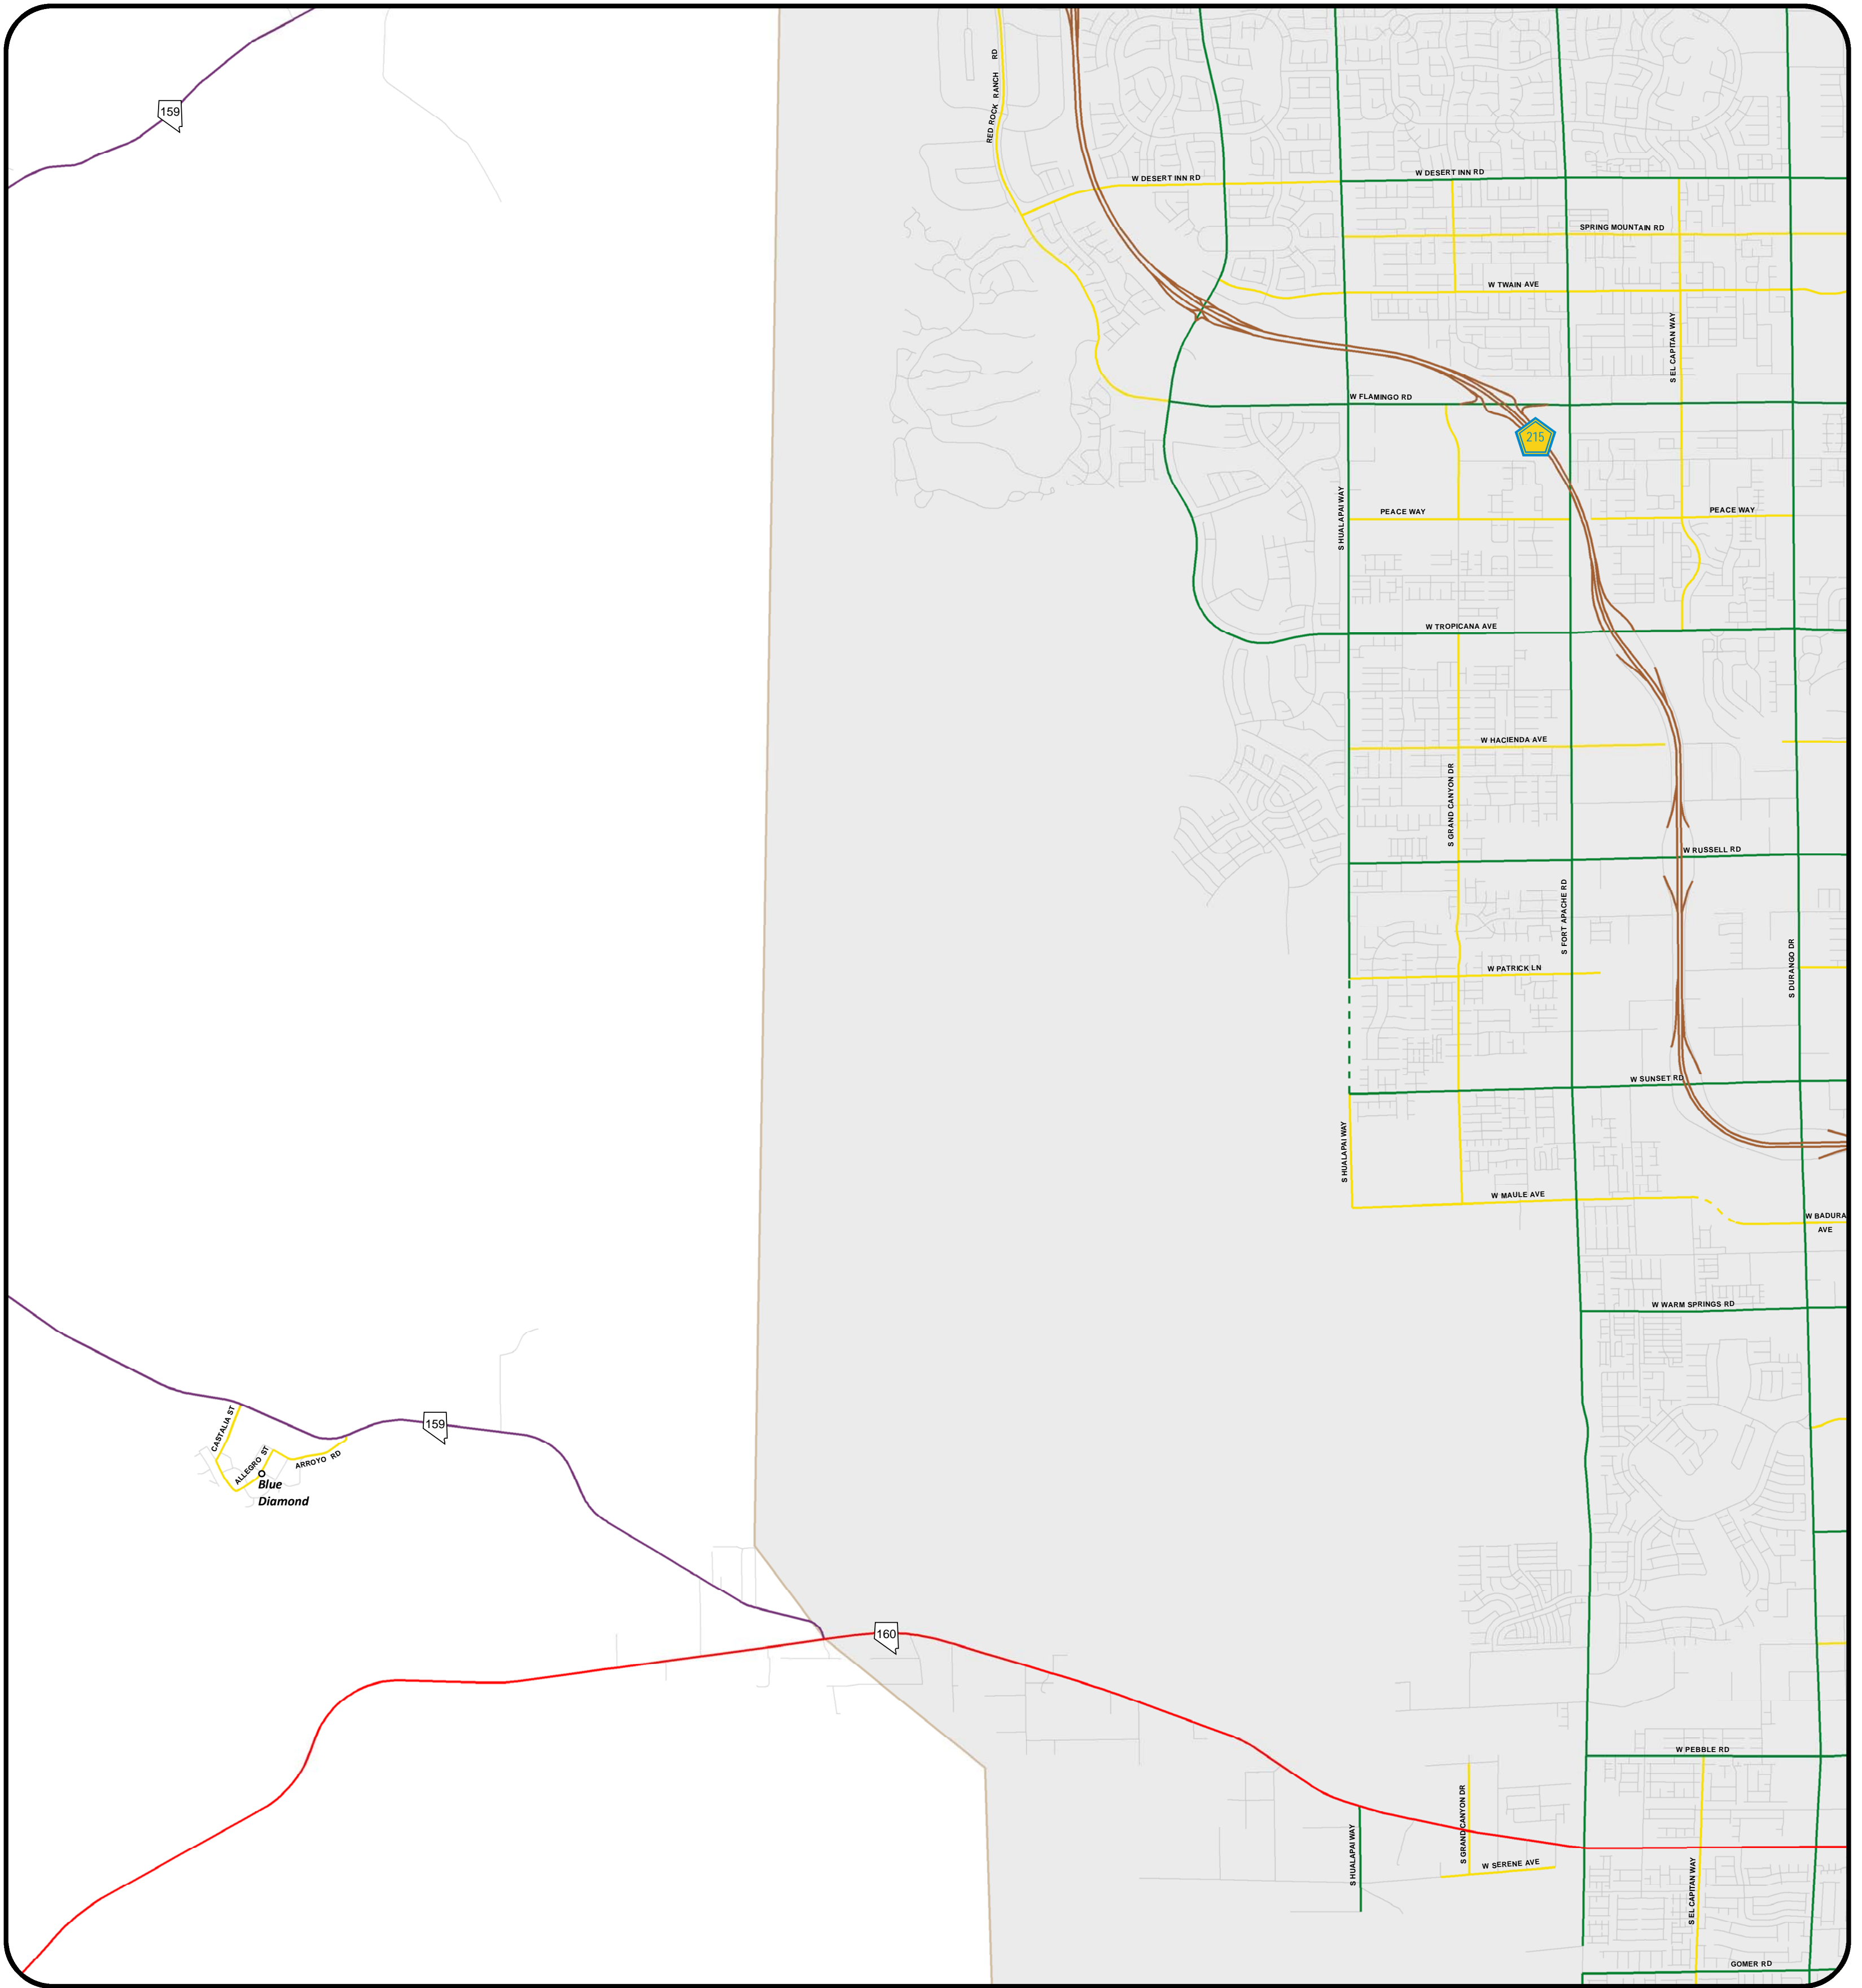 RED ROCK RANCH RD
159
W DESERT INN RD
W DESERT INN RD
SPRING MOUNTAIN RD
W TWAIN AVE
S EL CAPITAN WAY
W FLAMINGO RD
215
S HUALAPAI WAY
PEACE WAY
PEACE WAY
W TROPICANA AVE
W HACIENDA AVE
S GRAND CANYON DR
W RUSSELL RD
S FORT APACHE RD
S DURANGO DR
W PATRICK LN
W SUNSET RD
S HUALAPAI WAY
W MAULE AVE
W BADURA
AVE
W WARM SPRINGS RD
CASTALIA ST
159
ALLEGRO ST
ARROYO RD
Blue
Diamond
160
W PEBBLE RD
S GRAND CANYON DR
S HUALAPAI WAY
W SERENE AVE
S EL CAPITAN WAY
GOMER RD